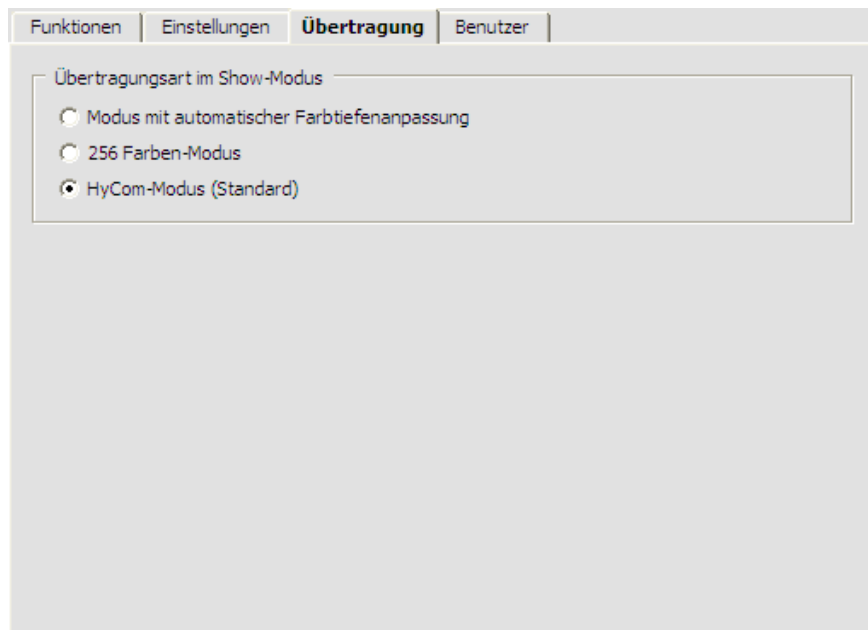 Funktionen Einstellungen Übertragung Benutzer
Übertragungsart im Show-Modus
Modus mit automatischer Farbtiefenanpassung
256 Farben-Modus
HyCom-Modus (Standard)